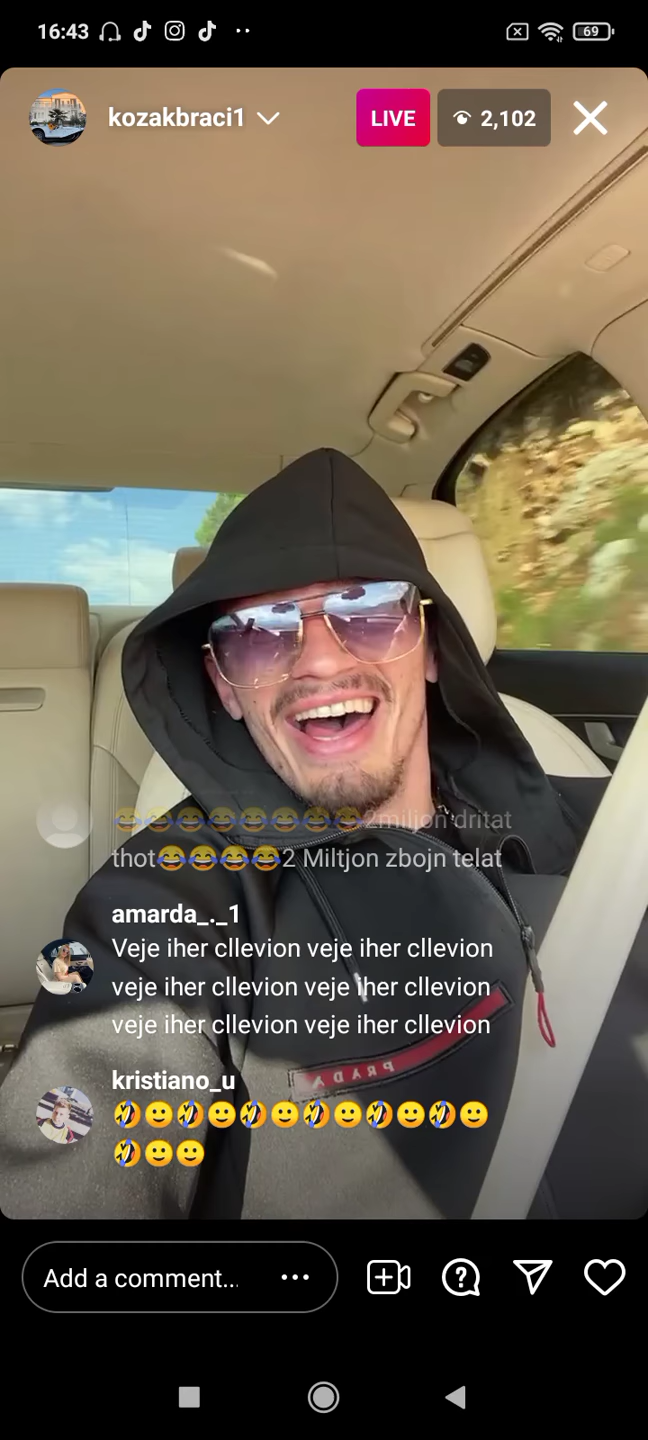 16:43
69
kozakbraci1
LIVE
2,102
😂😂😂😂😂😂😂😂2miljon dritat
thot😂😂😂😂2 Miltjon zbojn telat
amarda_._1
Veje iher cllevion veje iher cllevion
veje iher cllevion veje iher cllevion
veje iher cllevion veje iher cllevion
PRADA
kristiano_u
🤣🙂🤣🙂🤣🙂🤣🙂🤣🙂🤣🙂
🤣🙂🙂
Add a comment...